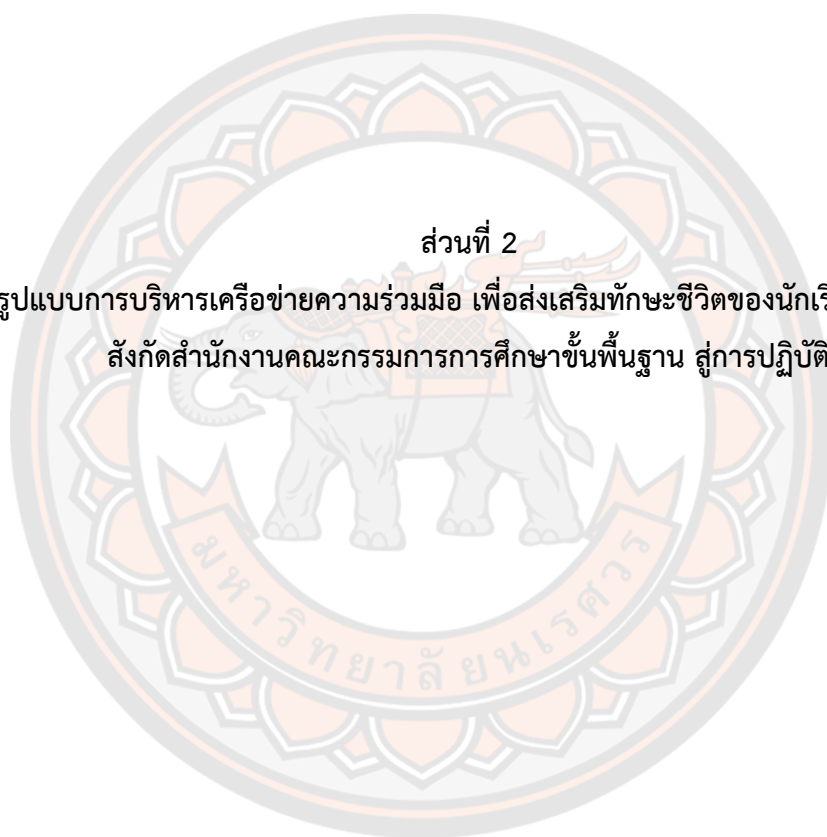 ส่วนที่ 2
รูปแบบการบริหารเครือข่ายความร่วมมือ เพื่อส่งเสริมทักษะชีวิตของนักเรี
สังกัดสำนักงานคณะกรรมการการศึกษาขั้นพื้นฐาน สู่การปฏิบัติ
มหาวิทยาลัยนเรศวร